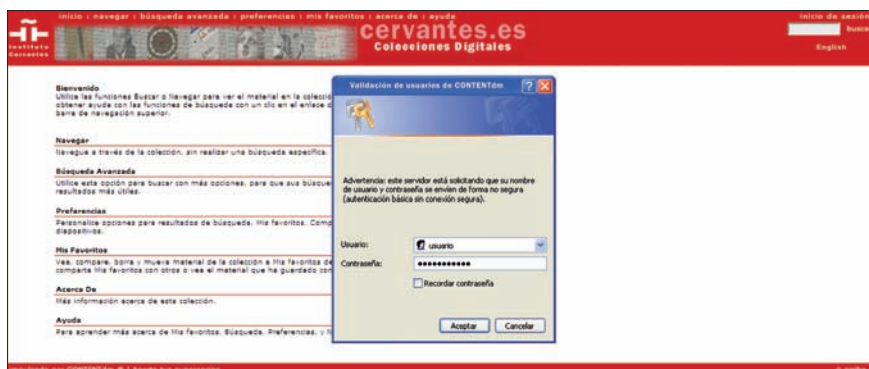 inicio : navegar : búsqueda avanzada : preferencias : mis favoritos : acerca de : ayuda
inicio de sesión
Instituto
Cervantes
cervantes.es
Colecciones Digitales
busca
English
Bienvenido
Utilice las funciones Buscar o Navegar para ver el material en la colección
obtener ayuda con las funciones de búsqueda con un clic en el enlace d
barra de navegación superior.
Navegar
Navegue a través de la colección, sin realizar una búsqueda específica.
Búsqueda Avanzada
Utilice esta opción para buscar con más opciones, para que sus búsque
resultados más útiles.
Preferencias
Personalice opciones para resultados de búsqueda, Mis favoritos, Comp
diapositivos.
Mis Favoritos
Vea, compare, borra y mueva material de la colección a Mis favoritos de
comparta Mis favoritos con otros o vea el material que ha guardado con
Acerca De
Más información acerca de esta colección.
Ayuda
Para aprender más acerca de Mis favoritos, Búsqueda, Preferencias, y N
Validación de usuarios de CONTENTdm
Advertencia: este servidor está solicitando que su nombre
de usuario y contraseña se envíen de forma no segura
(autenticación básica sin conexión segura).
Usuario:
usuario
Contraseña:
Recordar contraseña
Aceptar
Cancelar